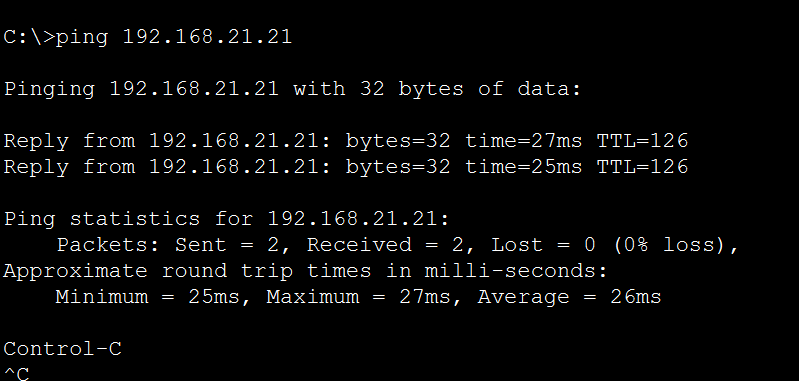 C:\>ping 192.168.21.21
Pinging 192.168.21.21 with 32 bytes of data:
Reply from 192.168.21.21: bytes=32 time=27ms TTL=126
Reply from 192.168.21.21: bytes=32 time=25ms TTL=126
Ping statistics for 192.168.21.21:
    Packets: Sent = 2, Received = 2, Lost = 0 (0% loss),
Approximate round trip times in milli-seconds:
    Minimum = 25ms, Maximum = 27ms, Average = 26ms
Control-C
^C